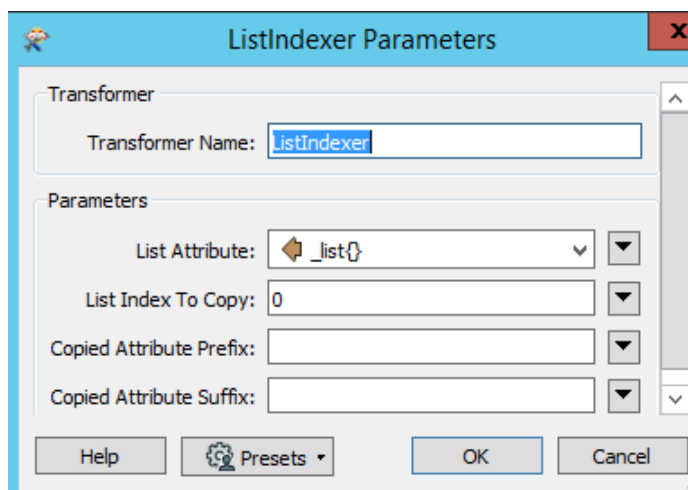 ListIndexer Parameters
x
Transformer
Transformer Name: ListIndexer
Parameters
List Attribute: _list{}
List Index To Copy: 0
Copied Attribute Prefix:
Copied Attribute Suffix:
Help Presets OK Cancel